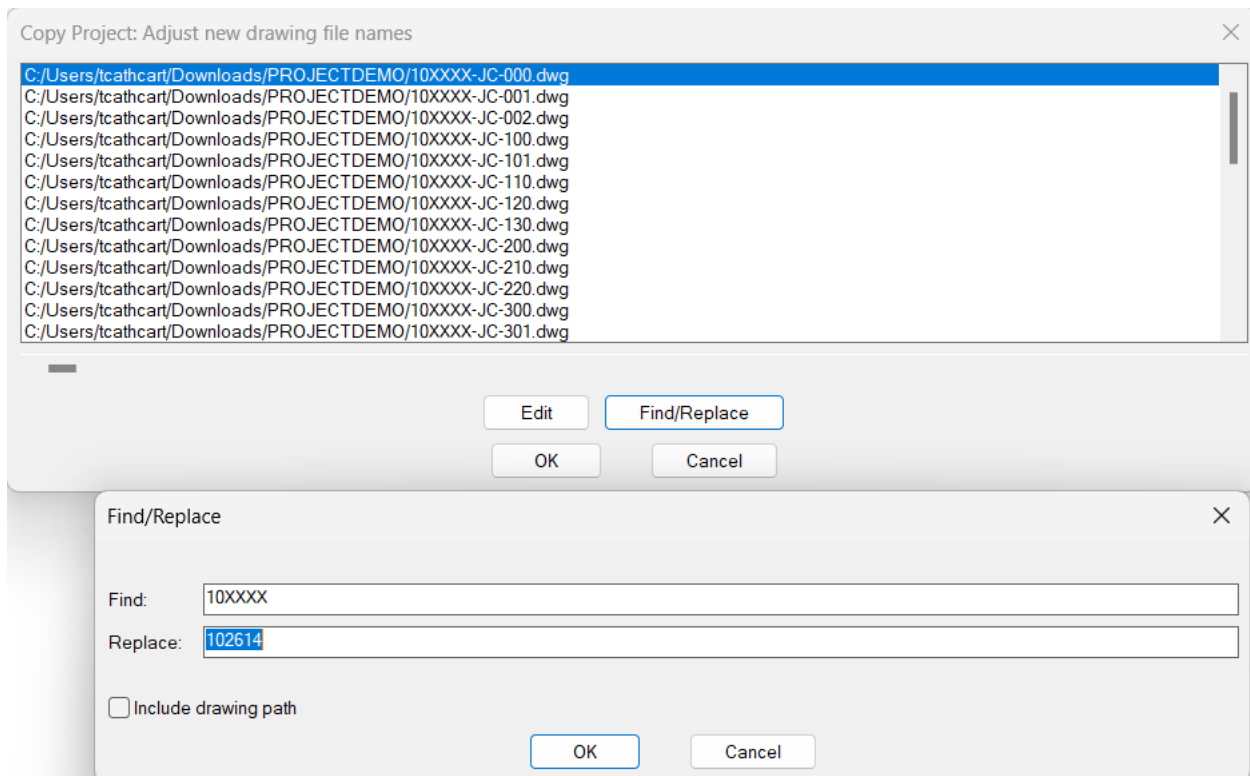 Copy Project: Adjust new drawing file names
C:/Users/tcathcart/Downloads/PROJECTDEMO/10XXXX-JC-000.dwg
C:/Users/tcathcart/Downloads/PROJECTDEMO/10XXXX-JC-001.dwg
C:/Users/tcathcart/Downloads/PROJECTDEMO/10XXXX-JC-002.dwg
C:/Users/tcathcart/Downloads/PROJECTDEMO/10XXXX-JC-100.dwg
C:/Users/tcathcart/Downloads/PROJECTDEMO/10XXXX-JC-101.dwg
C:/Users/tcathcart/Downloads/PROJECTDEMO/10XXXX-JC-110.dwg
C:/Users/tcathcart/Downloads/PROJECTDEMO/10XXXX-JC-120.dwg
C:/Users/tcathcart/Downloads/PROJECTDEMO/10XXXX-JC-130.dwg
C:/Users/tcathcart/Downloads/PROJECTDEMO/10XXXX-JC-200.dwg
C:/Users/tcathcart/Downloads/PROJECTDEMO/10XXXX-JC-210.dwg
C:/Users/tcathcart/Downloads/PROJECTDEMO/10XXXX-JC-220.dwg
C:/Users/tcathcart/Downloads/PROJECTDEMO/10XXXX-JC-300.dwg
C:/Users/tcathcart/Downloads/PROJECTDEMO/10XXXX-JC-301.dwg
Edit Find/Replace
OK Cancel
Find/Replace
Find: 10XXXX
Replace: 102614
Include drawing path
OK Cancel